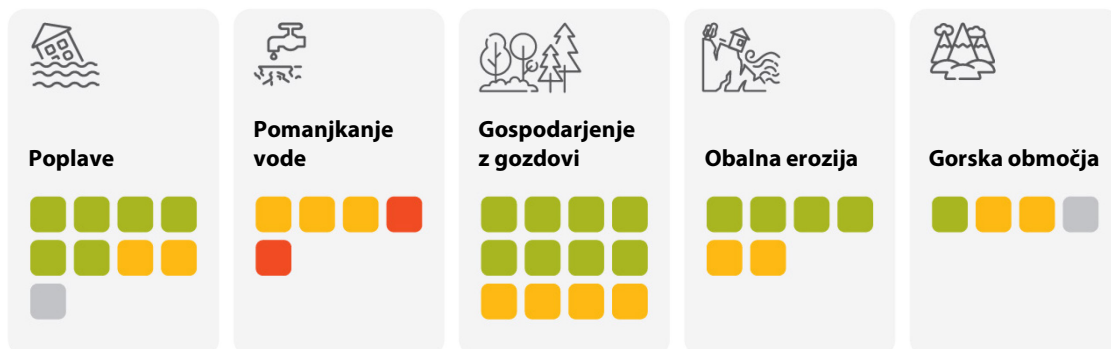 Poplave
Pomanjkanje
vode
Gospodarjenje
z gozdovi
Obalna erozija
Gorska območja